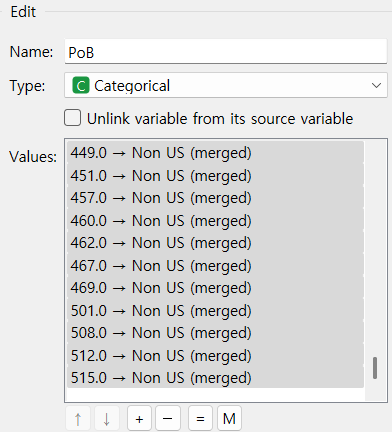 Edit
Name: PoB
Type: C Categorical
Unlink variable from its source variable
Values:
449.0 → Non US (merged)
451.0 → Non US (merged)
457.0 → Non US (merged)
460.0 → Non US (merged)
462.0 → Non US (merged)
467.0 → Non US (merged)
469.0 → Non US (merged)
501.0 → Non US (merged)
508.0 → Non US (merged)
512.0 → Non US (merged)
515.0 → Non US (merged)
↑ ↓ + − = M